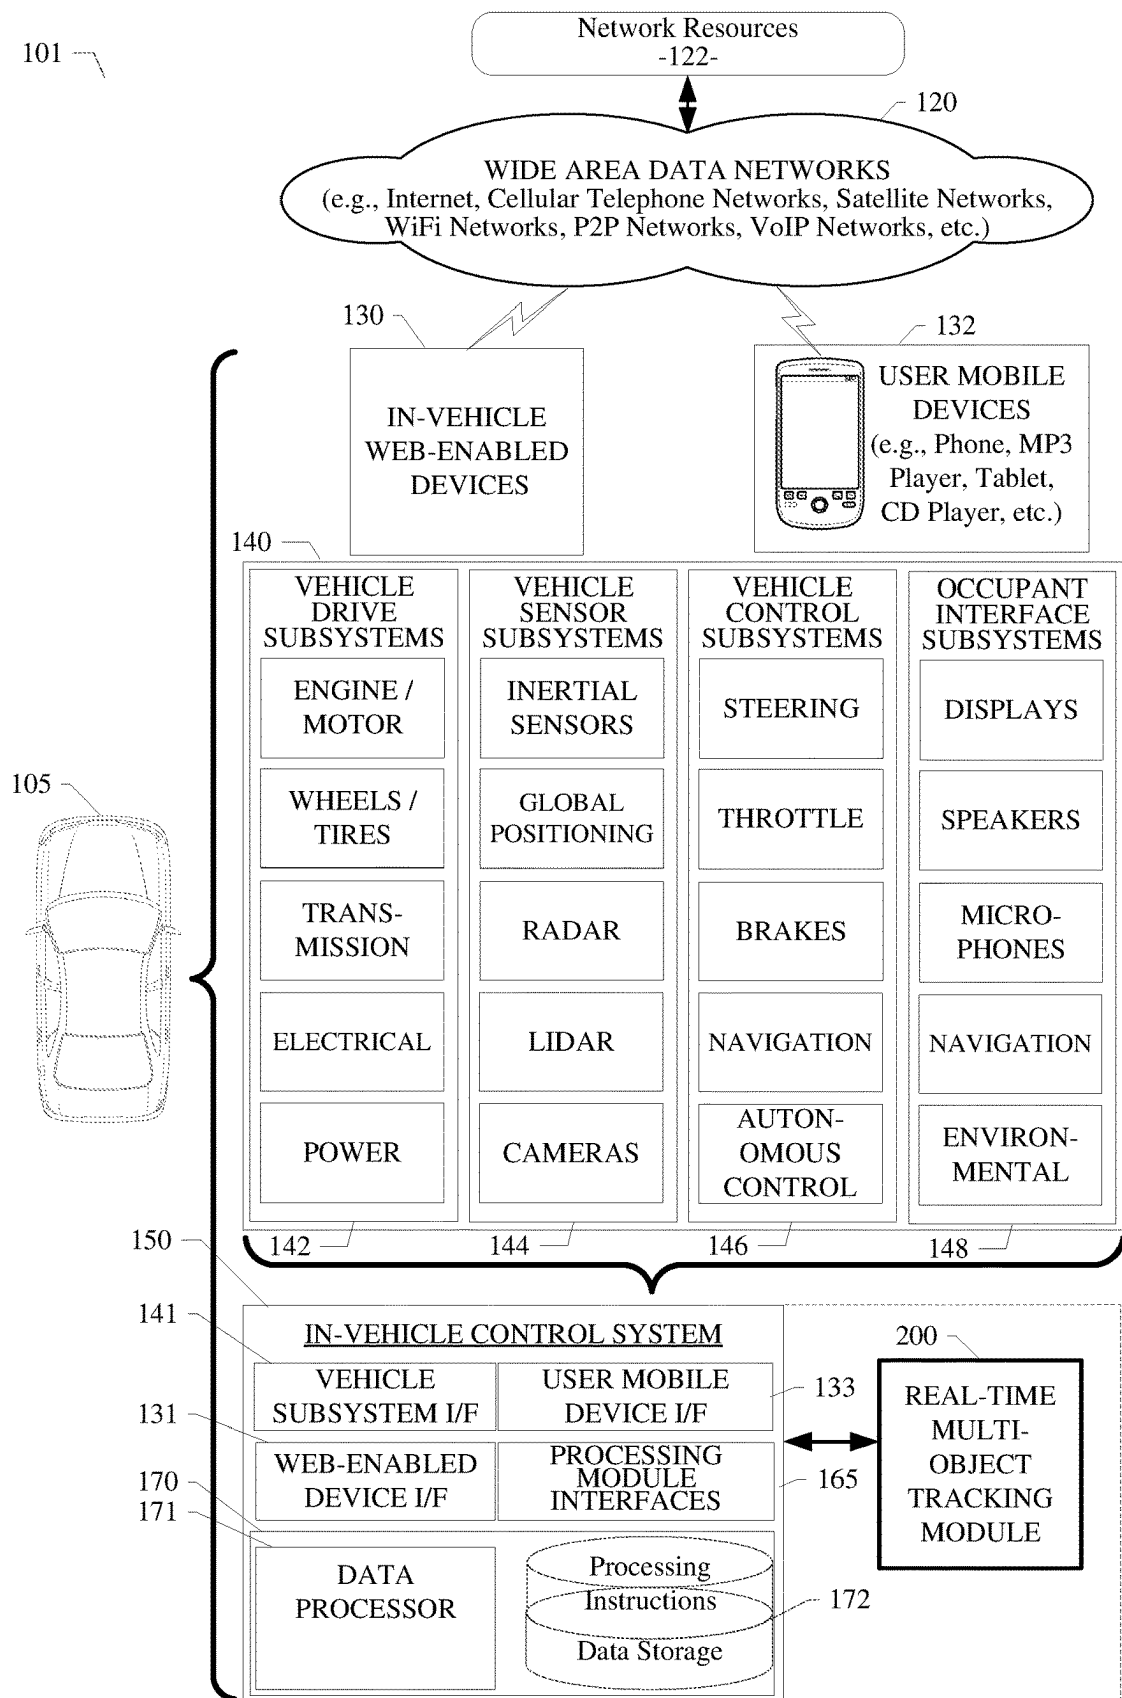 101
Network Resources
-122-
120
WIDE AREA DATA NETWORKS
(e.g., Internet, Cellular Telephone Networks, Satellite Networks,
WiFi Networks, P2P Networks, VoIP Networks, etc.)
130
132
IN-VEHICLE
WEB-ENABLED
DEVICES
USER MOBILE
DEVICES
(e.g., Phone, MP3
Player, Tablet,
CD Player, etc.)
140
VEHICLE
DRIVE
SUBSYSTEMS
ENGINE /
MOTOR
WHEELS /
TIRES
TRANS-
MISSION
ELECTRICAL
POWER
142
VEHICLE
SENSOR
SUBSYSTEMS
INERTIAL
SENSORS
GLOBAL
POSITIONING
RADAR
LIDAR
CAMERAS
144
VEHICLE
CONTROL
SUBSYSTEMS
STEERING
THROTTLE
BRAKES
NAVIGATION
AUTON-
OMOUS
CONTROL
146
OCCUPANT
INTERFACE
SUBSYSTEMS
DISPLAYS
SPEAKERS
MICRO-
PHONES
NAVIGATION
ENVIRON-
MENTAL
148
105
150
IN-VEHICLE CONTROL SYSTEM
141
VEHICLE
SUBSYSTEM I/F
USER MOBILE
DEVICE I/F
133
131
WEB-ENABLED
DEVICE I/F
PROCESSING
MODULE
INTERFACES
165
170
171
DATA
PROCESSOR
Processing
Instructions
Data Storage
172
200
REAL-TIME
MULTI-
OBJECT
TRACKING
MODULE